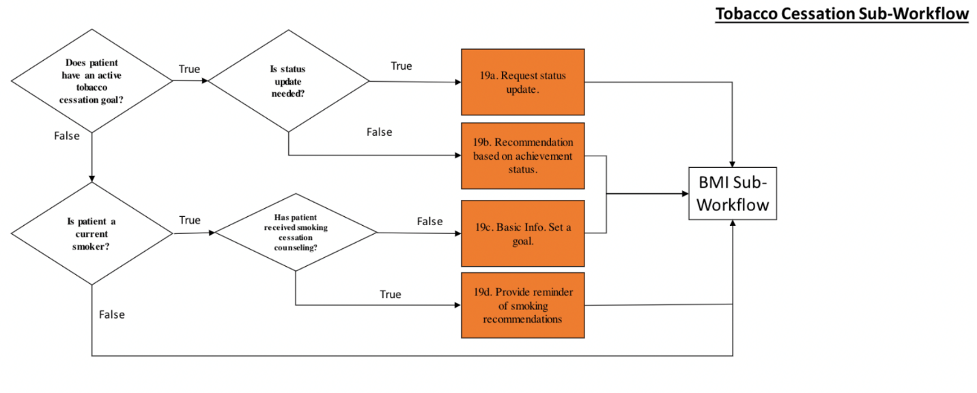 Tobacco Cessation Sub-Workflow
Does patient
have an active
tobacco
cessation goal?
True
Is status
update
needed?
True
19a. Request status
update.
False
False
19b. Recommendation
based on achievement
status.
BMI Sub-
Workflow
Is patient a
current
smoker?
True
Has patient
received smoking
cessation
counseling?
False
19c. Basic Info. Set a
goal.
True
19d. Provide reminder
of smoking
recommendations
False